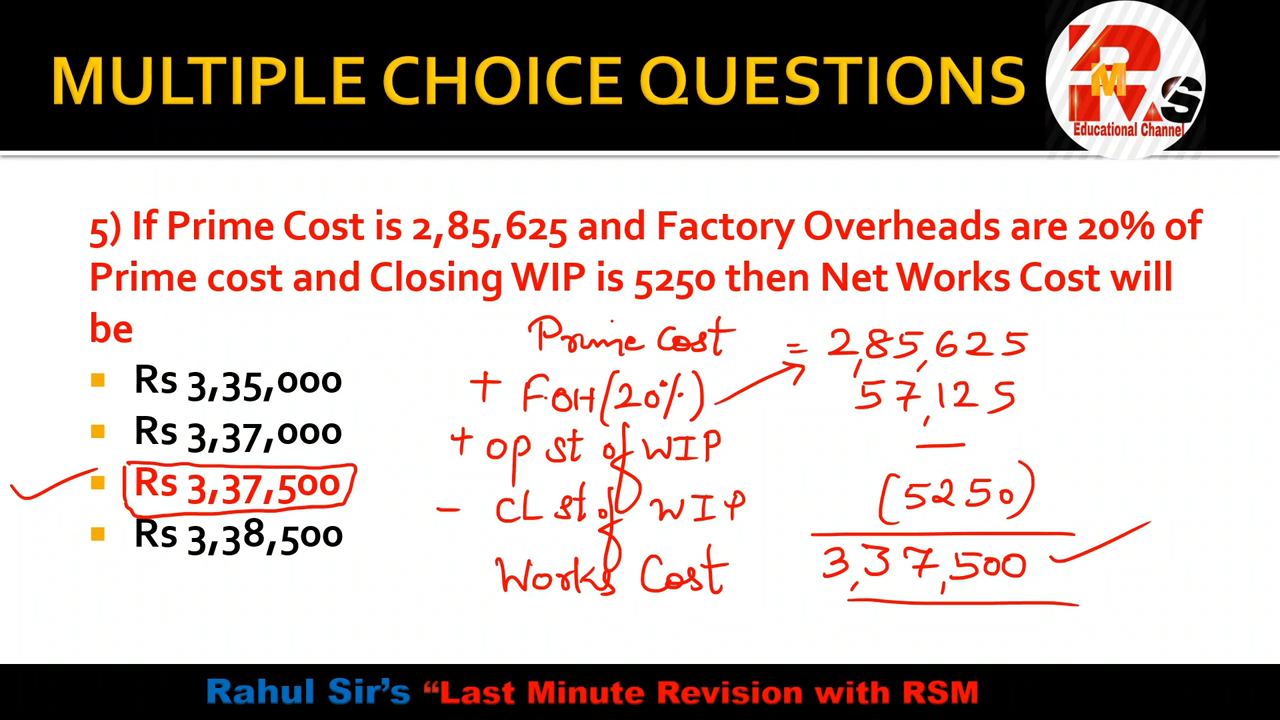 MULTIPLE CHOICE QUESTIONS
RMS
Educational Channel
5) If Prime Cost is 2,85,625 and Factory Overheads are 20% of
Prime cost and Closing WIP is 5250 then Net Works Cost will
be
Rs 3,35,000
Rs 3,37,000
Rs 3,37,500
Rs 3,38,500
Prime Cost = 2,85,625
+ FOH (20%) 57,125
+ OP st of WIP —
- CL st of WIP (5250)
Works Cost 3,37,500
Rahul Sir's “Last Minute Revision with RSM